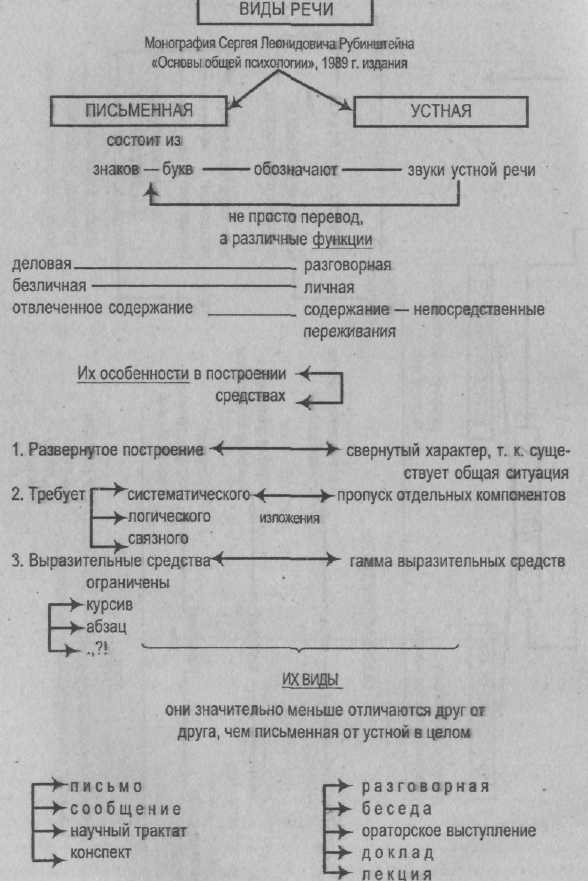 ВИДЫ РЕЧИ
Монография Сергея Леонидовича Рубинштейна
«Основы общей психологии», 1989 г. издания
ПИСЬМЕННАЯ УСТНАЯ
состоит из
знаков — букв — обозначают — звуки устной речи
не просто перевод,
а различные функции
деловая разговорная
безличная личная
отвлеченное содержание содержание — непосредственные
переживания
Их особенности в построении
средствах
1. Развернутое построение свернутый характер, т. к. суще-
ствует общая ситуация
2. Требует систематического пропуск отдельных компонентов
логического изложения
связного
3. Выразительные средства гамма выразительных средств
ограничены
курсив
абзац
.,?!
ИХ ВИДЫ
они значительно меньше отличаются друг от
друга, чем письменная от устной в целом
письмо разговорная
сообщение беседа
научный трактат ораторское выступление
конспект доклад
лекция